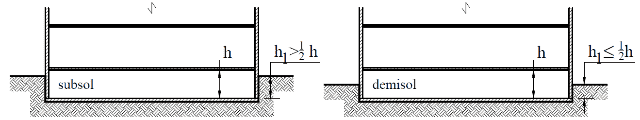 h
h₁>½ h
subsol
h
h₁≤½h
demisol